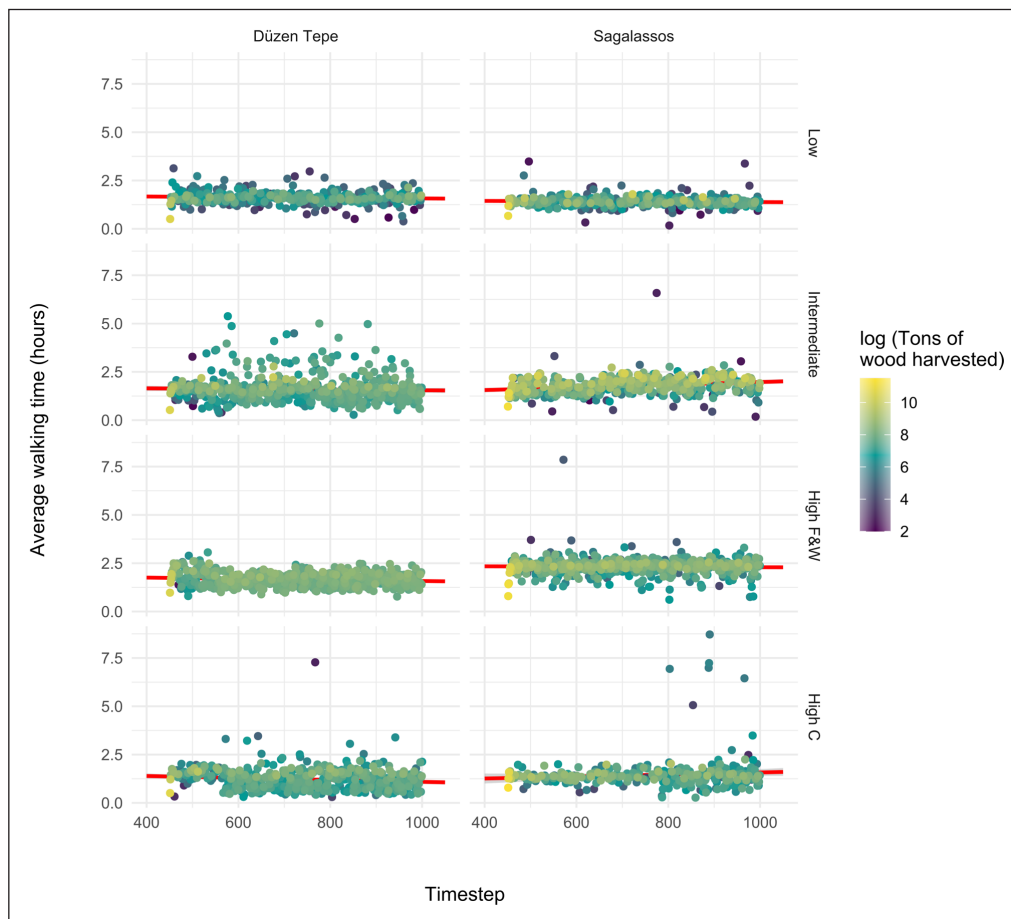 Düzen Tepe Sagalassos
Average walking time (hours)
7.5
5.0
2.5
0.0
Low
7.5
5.0
2.5
0.0
Intermediate
7.5
5.0
2.5
0.0
High F&W
7.5
5.0
2.5
0.0
High C
400 600 800 1000 400 600 800 1000
Timestep
log (Tons of
wood harvested)
10
8
6
4
2